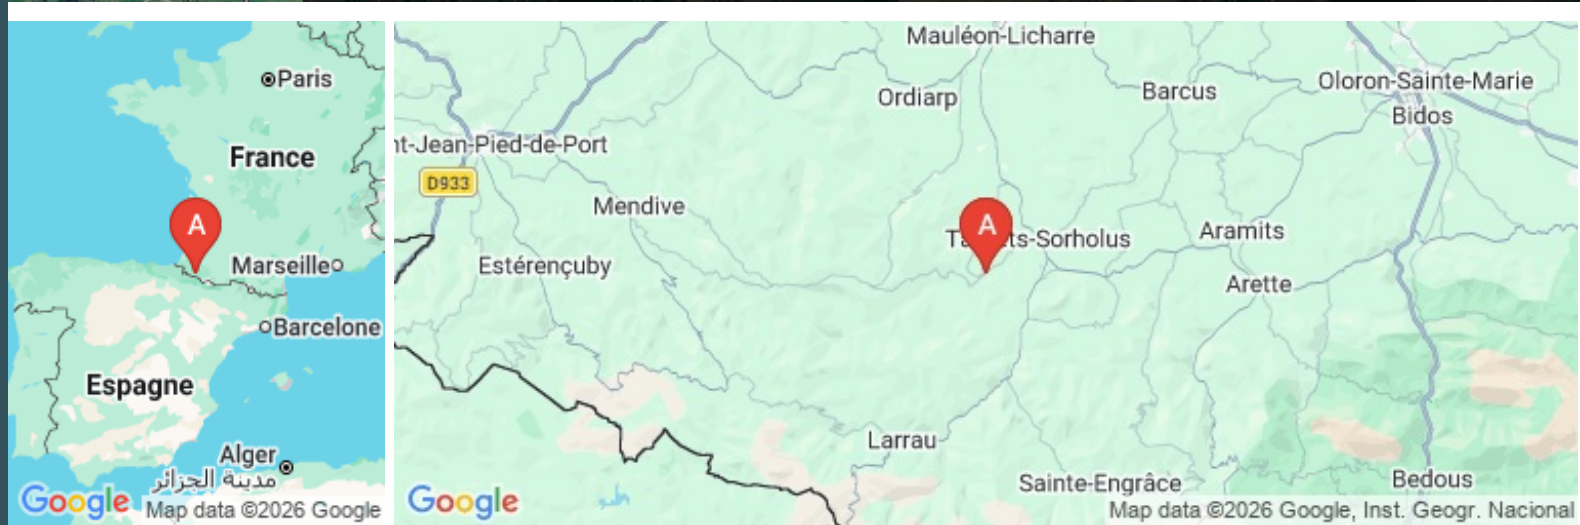 Paris
France
A
Marseille
Barcelone
Espagne
Alger
مدينة الجزائر
Google
Map data ©2026 Google
Mauléon-Licharre
Ordiarp
Barcus
Oloron-Sainte-Marie
Bidos
nt-Jean-Pied-de-Port
D933
Mendive
A
ts-Sorholus
Aramits
Estérençuby
Arette
Larrau
Sainte-Engrâce
Bedous
Google
Map data ©2026 Google, Inst. Geogr. Nacional